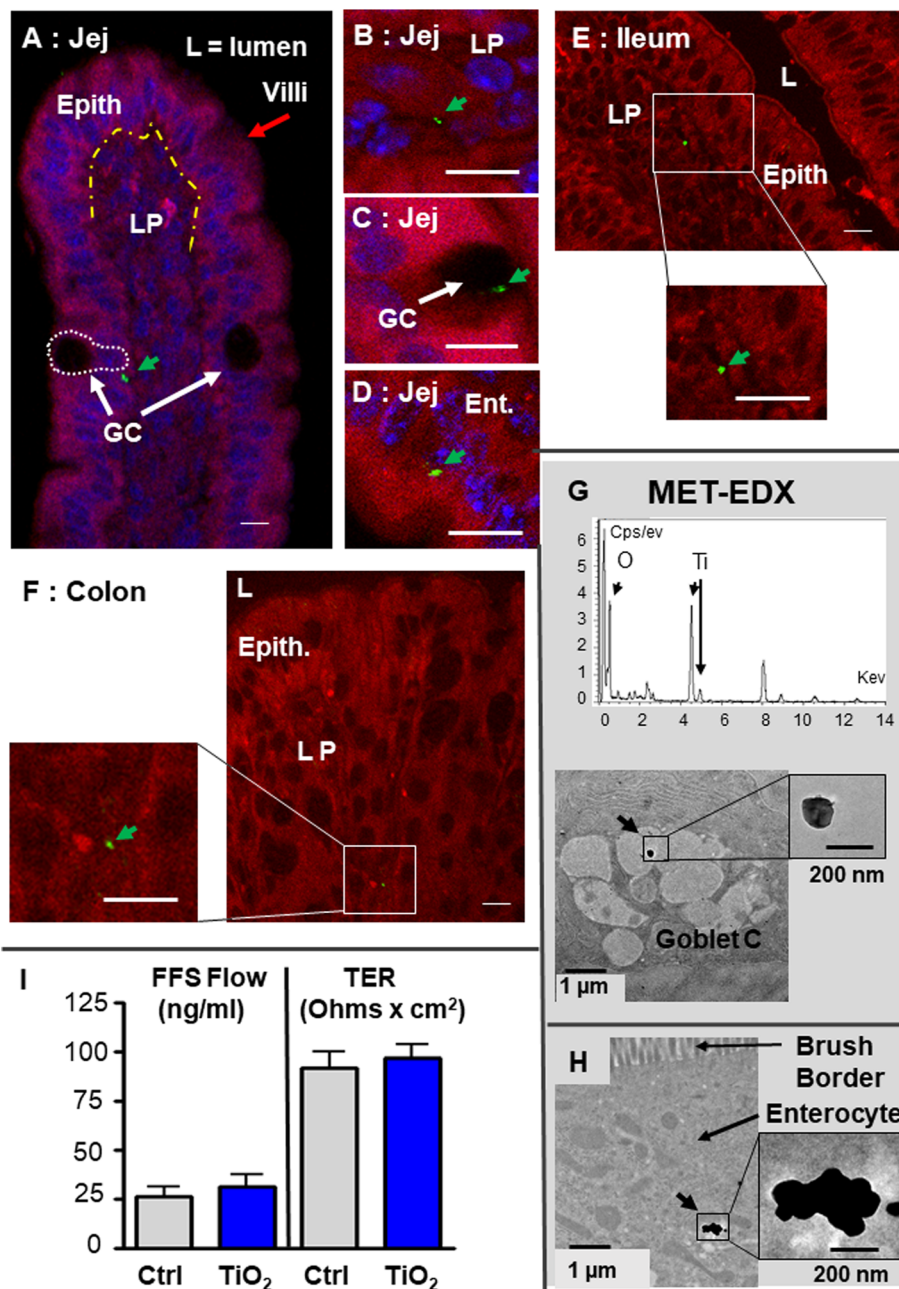 A : Jej
L = lumen
Villi
Epith
LP
GC
B : Jej
LP
C : Jej
GC
D : Jej
Ent.
E : Ileum
L
LP
Epith
F : Colon
L
Epith.
L P
G
MET-EDX
Cps/ev
6
5
4
3
2
1
0
O
Ti
Kev
0 2 4 6 8 10 12 14
200 nm
Goblet C
1 µm
H
Brush
Border
Enterocyte
1 µm
200 nm
I
FFS Flow
(ng/ml)
TER
(Ohms x cm²)
100
75
50
25
0
Ctrl TiO₂ Ctrl TiO₂